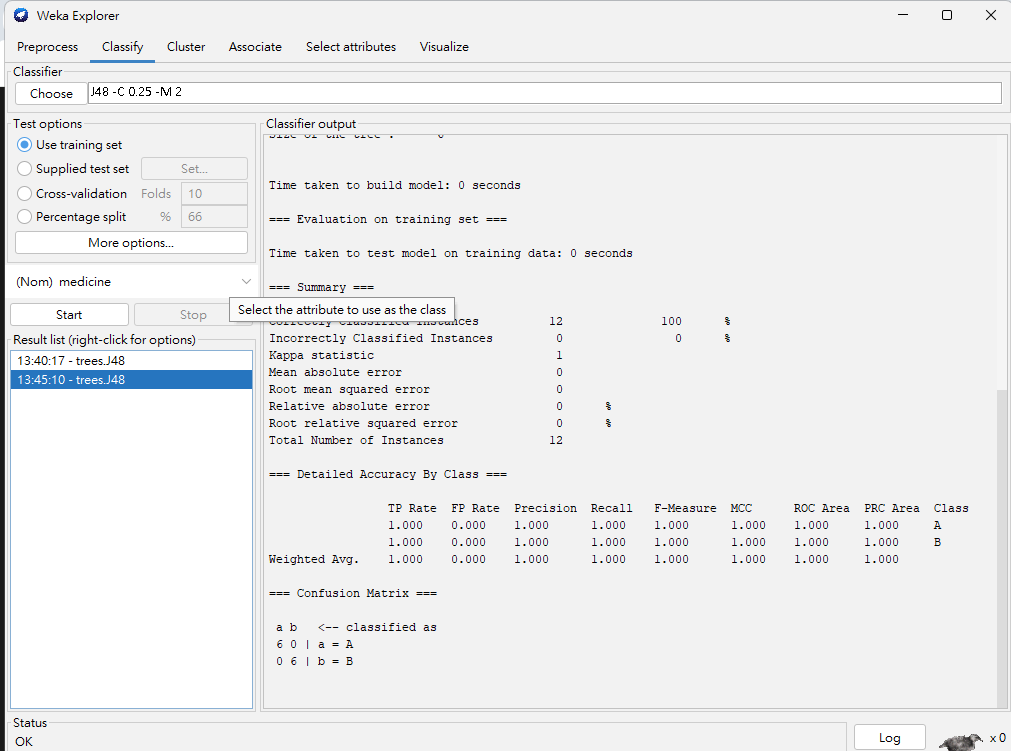 Weka Explorer
Preprocess Classify Cluster Associate Select attributes Visualize
Classifier
Choose J48 -C 0.25 -M 2
Test options
Use training set
Supplied test set Set...
Cross-validation Folds 10
Percentage split % 66
More options...
(Nom) medicine
Start Stop
Result list (right-click for options)
13:40:17 - trees.J48
13:45:10 - trees.J48
Classifier output
Size of the tree :
Time taken to build model: 0 seconds
=== Evaluation on training set ===
Time taken to test model on training data: 0 seconds
=== Summary ===
Select the attribute to use as the class
Correctly Classified Instances 12 100 %
Incorrectly Classified Instances 0 0 %
Kappa statistic 1
Mean absolute error 0
Root mean squared error 0
Relative absolute error 0 %
Root relative squared error 0 %
Total Number of Instances 12
=== Detailed Accuracy By Class ===
TP Rate FP Rate Precision Recall F-Measure MCC ROC Area PRC Area Class
1.000 0.000 1.000 1.000 1.000 1.000 1.000 1.000 A
1.000 0.000 1.000 1.000 1.000 1.000 1.000 1.000 B
Weighted Avg. 1.000 0.000 1.000 1.000 1.000 1.000 1.000 1.000
=== Confusion Matrix ===
a b <-- classified as
6 0 | a = A
0 6 | b = B
Status
OK
Log
x 0